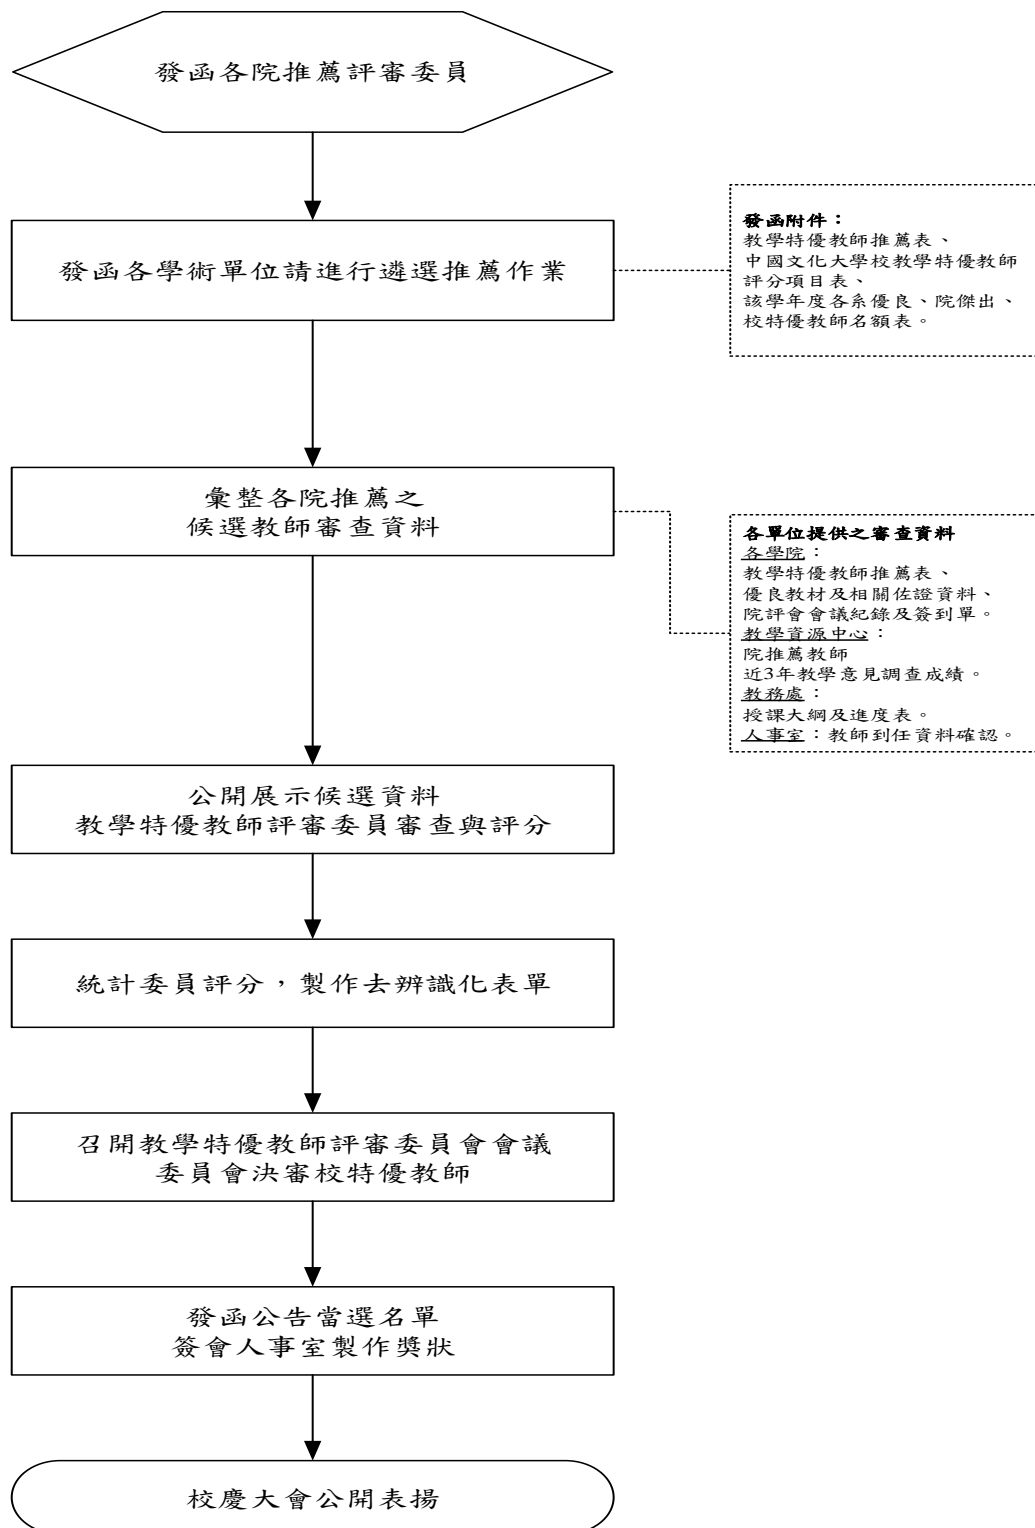 發函各院推薦評審委員
發函各學術單位請進行遴選推薦作業
發函附件：
教學特優教師推薦表、
中國文化大學校教學特優教師
評分項目表、
該學年度各系優良、院傑出、
校特優教師名額表。
彙整各院推薦之
候選教師審查資料
各單位提供之審查資料
各學院：
教學特優教師推薦表、
優良教材及相關佐證資料、
院評會會議紀錄及簽到單。
教學資源中心：
院推薦教師
近3年教學意見調查成績。
教務處：
授課大綱及進度表。
人事室：教師到任資料確認。
公開展示候選資料
教學特優教師評審委員審查與評分
統計委員評分，製作去辨識化表單
召開教學特優教師評審委員會會議
委員會決審校特優教師
發函公告當選名單
簽會人事室製作獎狀
校慶大會公開表揚